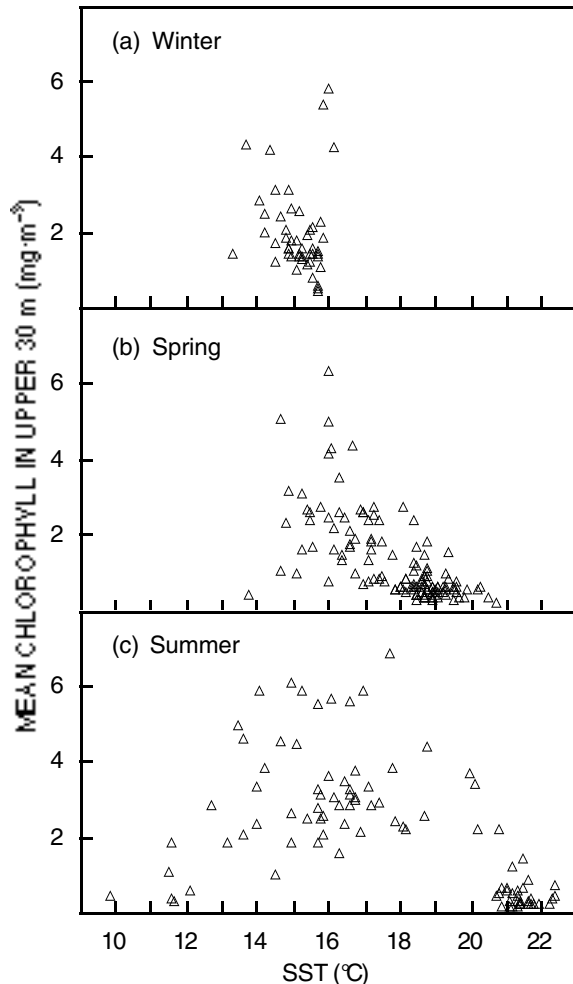 MEAN CHLOROPHYLL IN UPPER 30 m (mg·m⁻³)
(a) Winter
6
4
2
(b) Spring
6
4
2
(c) Summer
6
4
2
10 12 14 16 18 20 22
SST (°C)